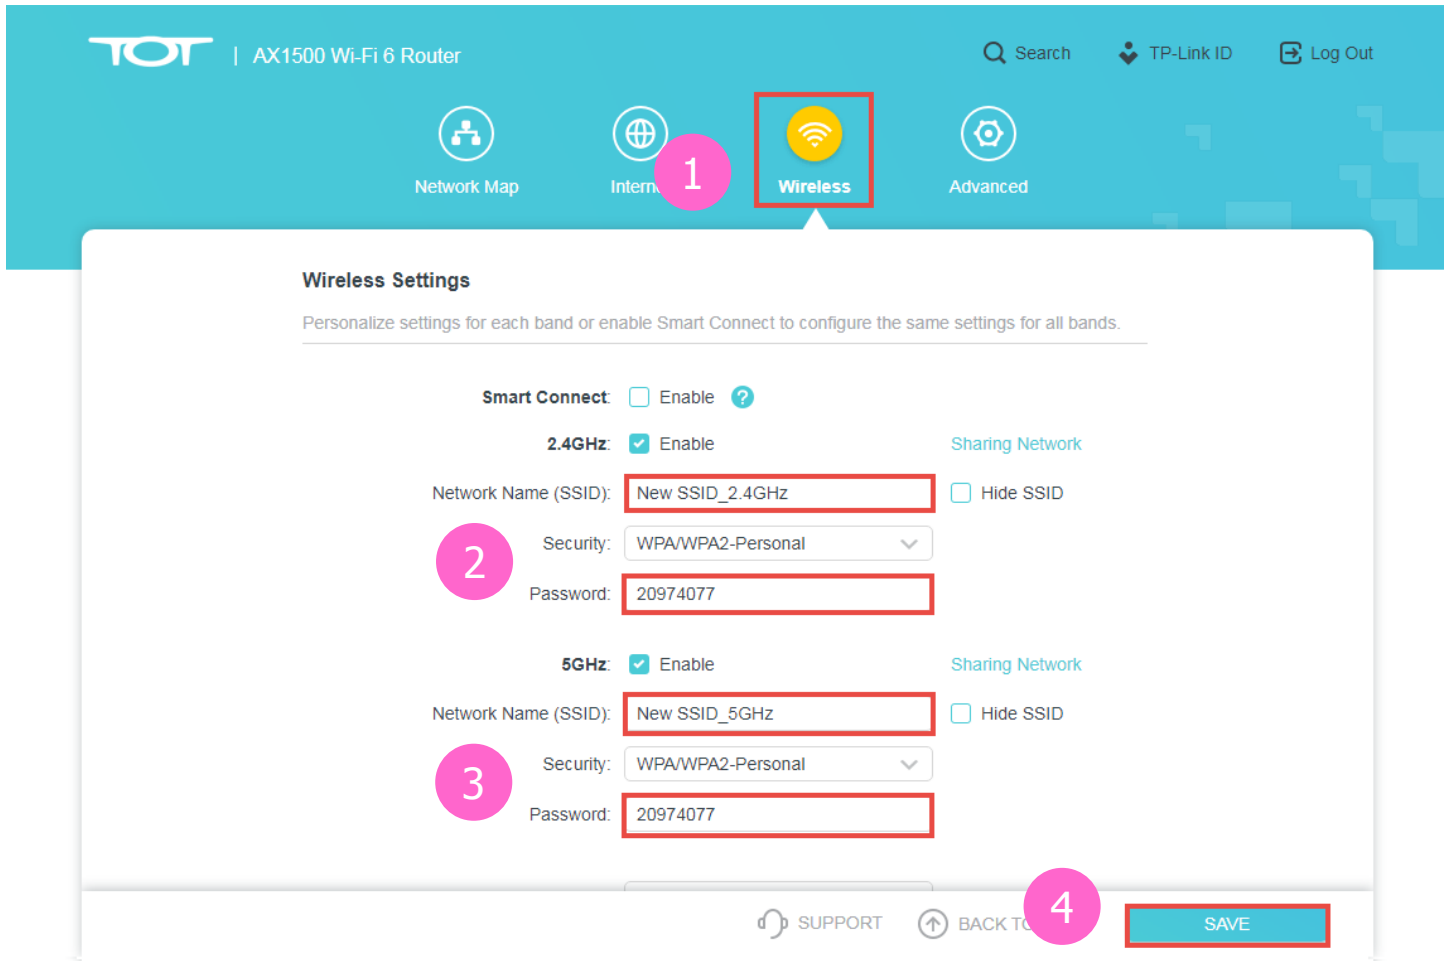 TOT | AX1500 Wi-Fi 6 Router
Search
TP-Link ID
Log Out
Network Map
1
Wireless
Advanced
Wireless Settings
Personalize settings for each band or enable Smart Connect to configure the same settings for all bands.
Smart Connect: Enable ?
2.4GHz: Enable Sharing Network
Network Name (SSID): New SSID_2.4GHz Hide SSID
2
Security: WPA/WPA2-Personal
Password: 20974077
5GHz: Enable Sharing Network
Network Name (SSID): New SSID_5GHz Hide SSID
3
Security: WPA/WPA2-Personal
Password: 20974077
SUPPORT
BACK
4
SAVE